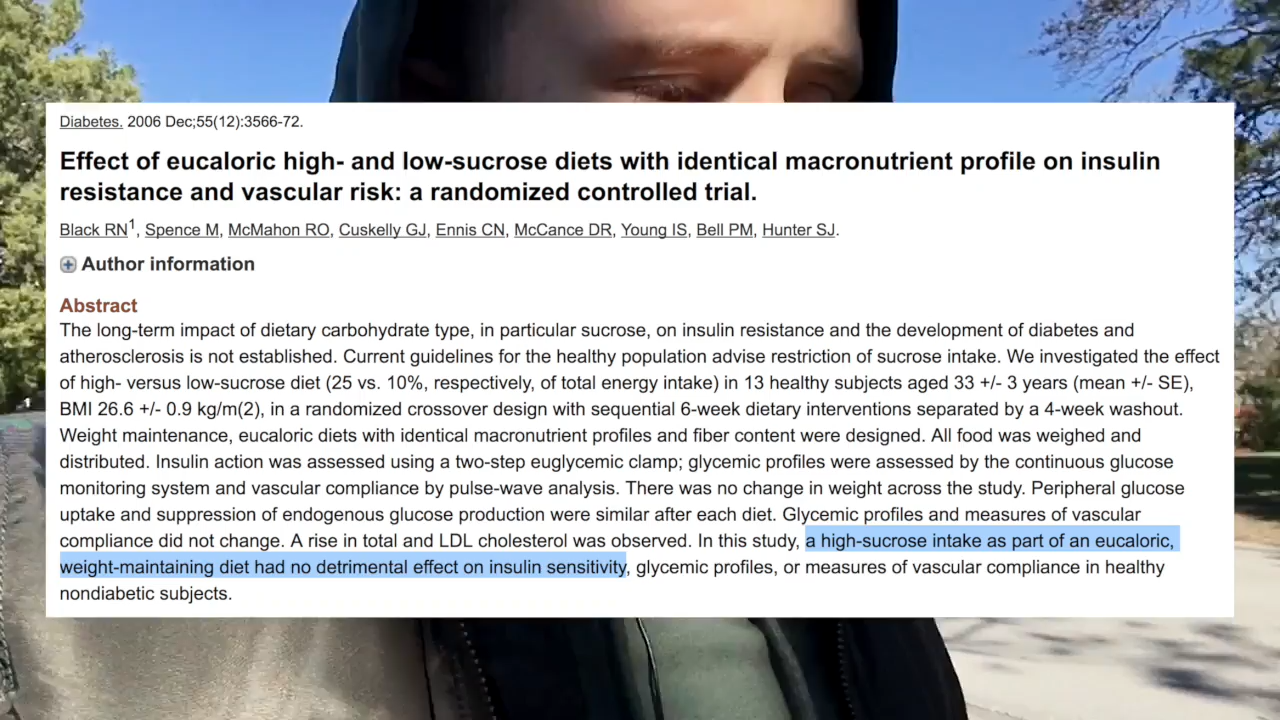 Diabetes. 2006 Dec;55(12):3566-72.
Effect of eucaloric high- and low-sucrose diets with identical macronutrient profile on insulin
resistance and vascular risk: a randomized controlled trial.
Black RN1, Spence M, McMahon RO, Cuskelly GJ, Ennis CN, McCance DR, Young IS, Bell PM, Hunter SJ.
Author information
Abstract
The long-term impact of dietary carbohydrate type, in particular sucrose, on insulin resistance and the development of diabetes and
atherosclerosis is not established. Current guidelines for the healthy population advise restriction of sucrose intake. We investigated the effect
of high- versus low-sucrose diet (25 vs. 10%, respectively, of total energy intake) in 13 healthy subjects aged 33 +/- 3 years (mean +/- SE),
BMI 26.6 +/- 0.9 kg/m(2), in a randomized crossover design with sequential 6-week dietary interventions separated by a 4-week washout.
Weight maintenance, eucaloric diets with identical macronutrient profiles and fiber content were designed. All food was weighed and
distributed. Insulin action was assessed using a two-step euglycemic clamp; glycemic profiles were assessed by the continuous glucose
monitoring system and vascular compliance by pulse-wave analysis. There was no change in weight across the study. Peripheral glucose
uptake and suppression of endogenous glucose production were similar after each diet. Glycemic profiles and measures of vascular
compliance did not change. A rise in total and LDL cholesterol was observed. In this study, a high-sucrose intake as part of an eucaloric,
weight-maintaining diet had no detrimental effect on insulin sensitivity, glycemic profiles, or measures of vascular compliance in healthy
nondiabetic subjects.